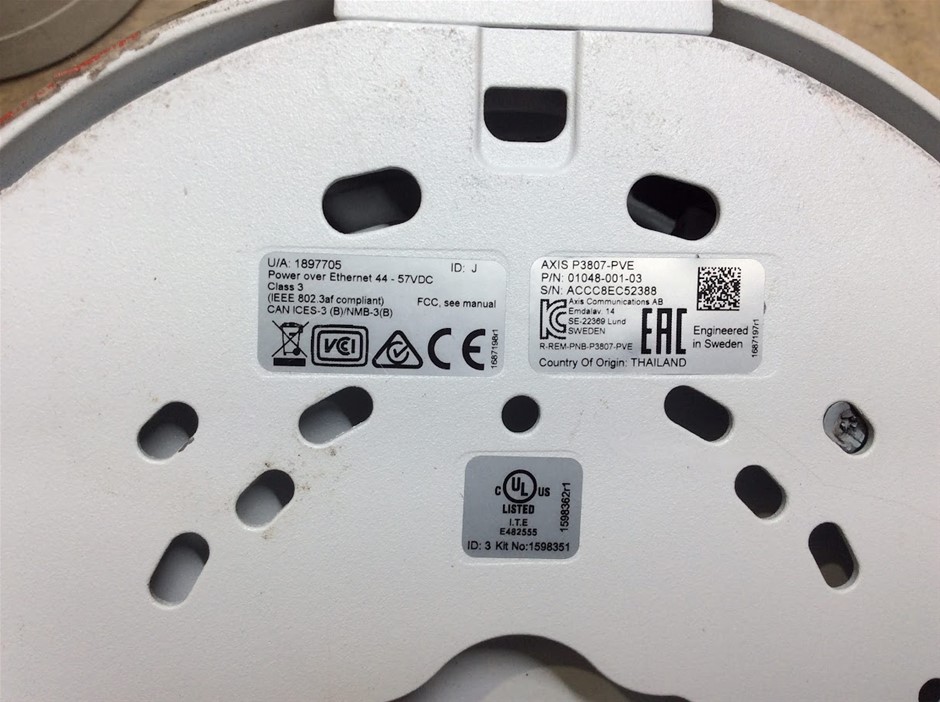 U/A: 1897705 ID: J
Power over Ethernet 44 - 57VDC
Class 3
(IEEE 802.3af compliant) FCC, see manual
CAN ICES-3 (B)/NMB-3(B)
VCI
CE
1687198r1
AXIS P3807-PVE
P/N: 01048-001-03
S/N: ACCC8EC52388
Axis Communications AB
Emdalav. 14
SE-22369 Lund
SWEDEN
KC
EAC
Engineered
in Sweden
R-REM-PNB-P3807-PVE
Country Of Origin: THAILAND
1687197r1
C UL US
LISTED
I.T.E
E482555
ID: 3 Kit No:1598351
1598362r1